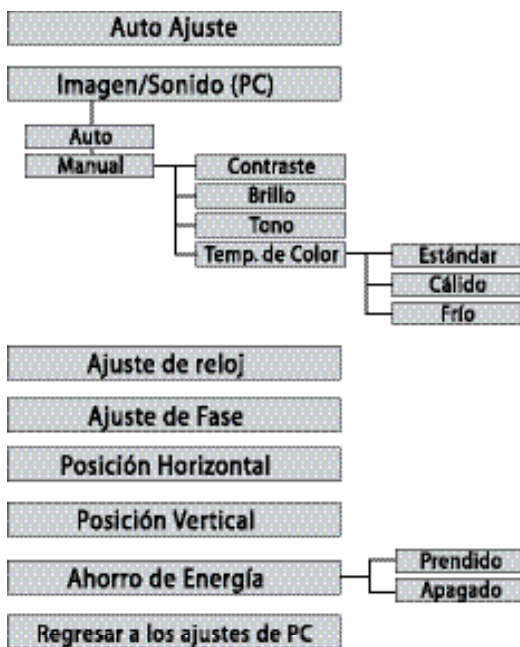 Auto Ajuste
Imagen/Sonido (PC)
Auto
Manual
Contraste
Brillo
Tono
Temp. de Color
Estándar
Cálido
Frío
Ajuste de reloj
Ajuste de Fase
Posición Horizontal
Posición Vertical
Ahorro de Energía
Prendido
Apagado
Regresar a los ajustes de PC